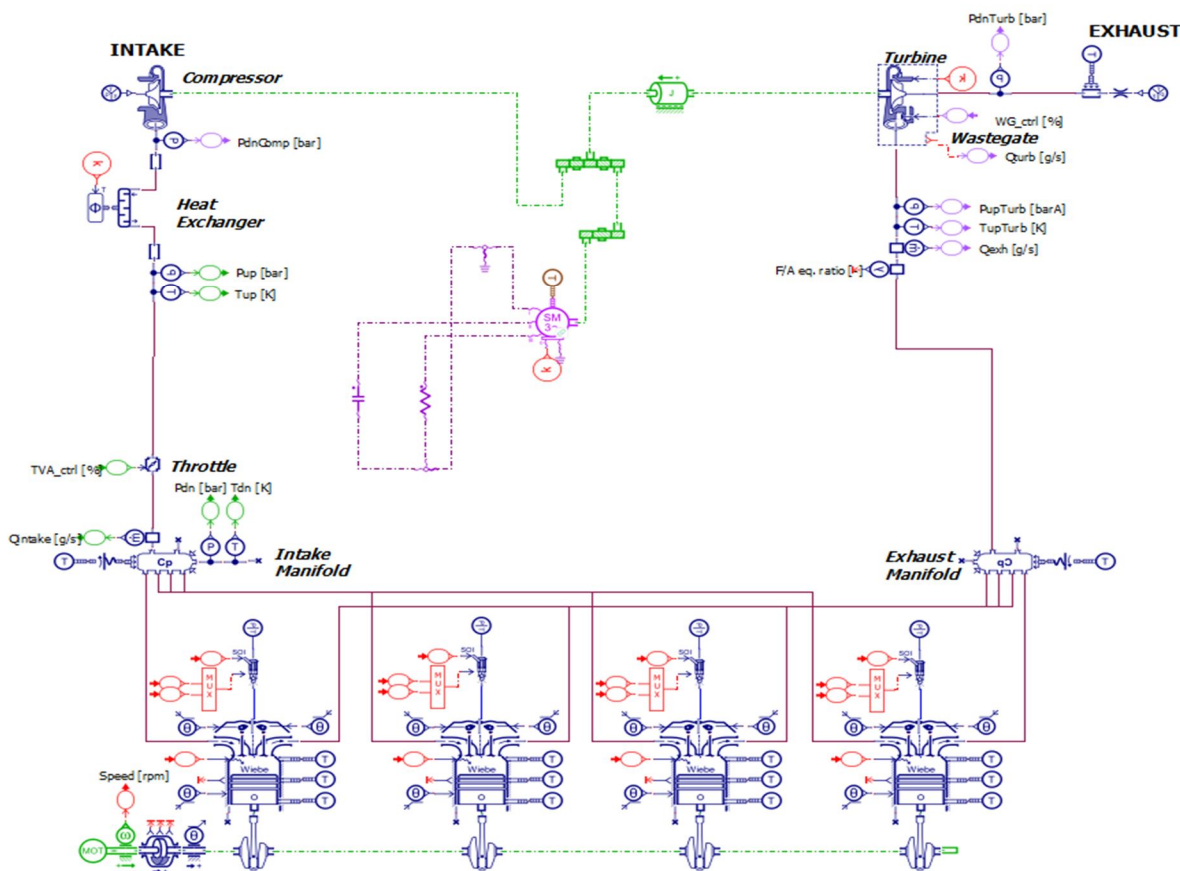 PdnTurb [bar]
INTAKE
EXHAUST
Compressor
Turbine
T
P
k
J
WG_ctrl [%]
P
PdnComp [bar]
Wastegate
Qturb [g/s]
k
T
Heat
Exchanger
PupTurb [barA]
T
TupTurb [K]
Qexh [g/s]
F/A eq. ratio [-]
Pup [bar]
T
Tup [K]
T
SM
3~
k
TVA_ctrl [%]
Throttle
Pdn [bar]
Tdn [K]
Qintake [g/s]
m
P
T
T
Cp
Intake
Manifold
Exhaust
Manifold
Cp
T
SOI
SOI
SOI
SOI
MUX
MUX
MUX
MUX
θ
θ
θ
θ
θ
θ
θ
θ
Wiebe
T
Wiebe
T
Wiebe
T
Wiebe
T
T
T
T
T
Speed [rpm]
θ
T
θ
T
θ
T
θ
T
ω
θ
MOT